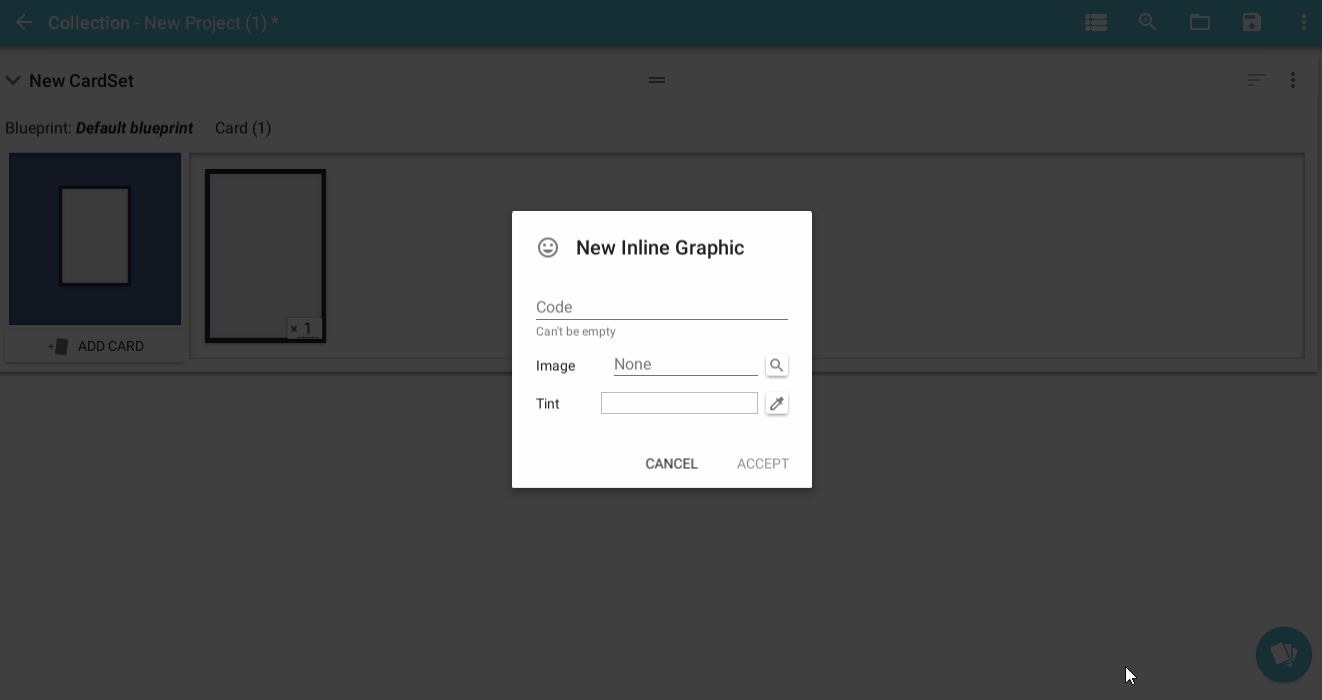 Collection - New Project (1) *
New CardSet
Blueprint: Default blueprint Card (1)
× 1
ADD CARD
New Inline Graphic
Code
Can't be empty
Image None
Tint
CANCEL ACCEPT